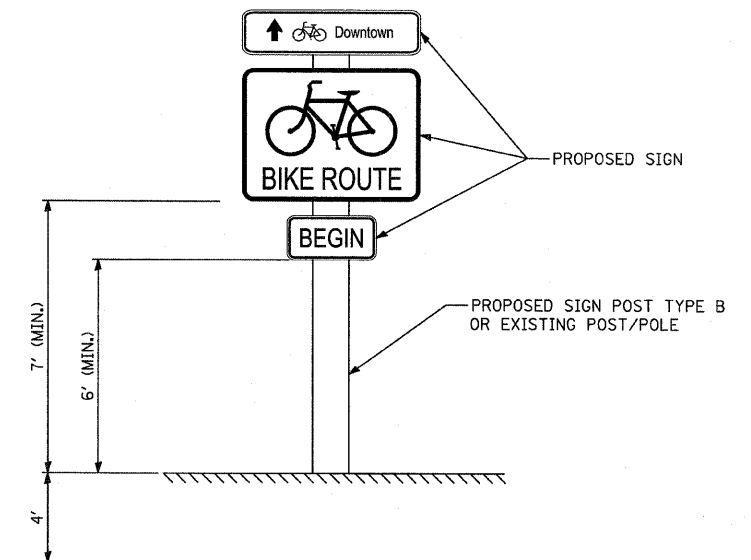 Downtown
BIKE ROUTE
PROPOSED SIGN
BEGIN
PROPOSED SIGN POST TYPE B
OR EXISTING POST/POLE
7' (MIN.)
6' (MIN.)
4'